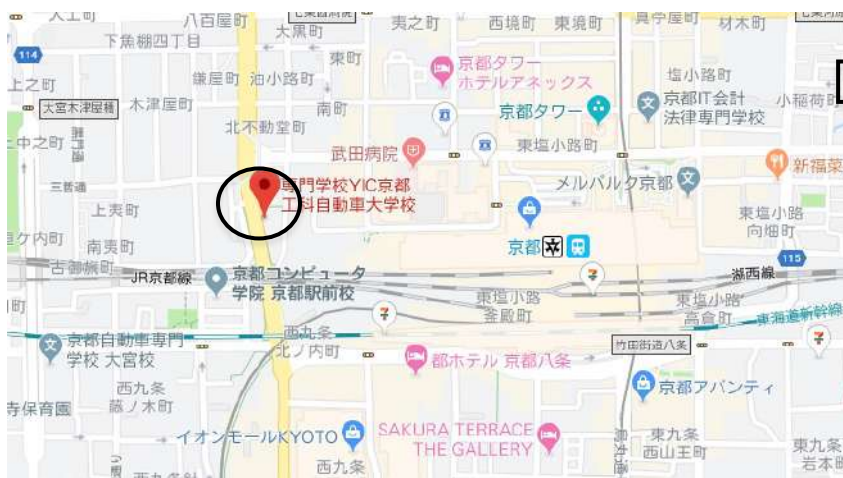 八百屋町
夷之町
西境町
東境町
材木町
下魚棚四丁目
大黒町
114
東町
京都タワー
ホテルアネックス
上之町
鎌屋町
油小路町
塩小路町
大宮木津屋橋
木津屋町
南町
京都タワー
京都IT会計
法律専門学校
小稲荷町
北不動堂町
上中之町
武田病院
東塩小路町
新福菜
専門学校YIC京都
工科自動車大学校
メルパルク京都
上夷町
東塩小路
向畑町
南夷町
京都
古御旅町
JR京都線
京都コンピュータ
学院 京都駅前校
115
湖西線
東塩小路
釜殿町
東塩小路
高倉町
東海道新幹線
京都自動車専門
学校 大宮校
西九条
北ノ内町
竹田街道八条
都ホテル 京都八条
西九条
藤ノ木町
京都アバンティ
寺保育園
イオンモールKYOTO
SAKURA TERRACE
THE GALLERY
烏丸通
東九条
西山王町
東九条
岩本町
西九条